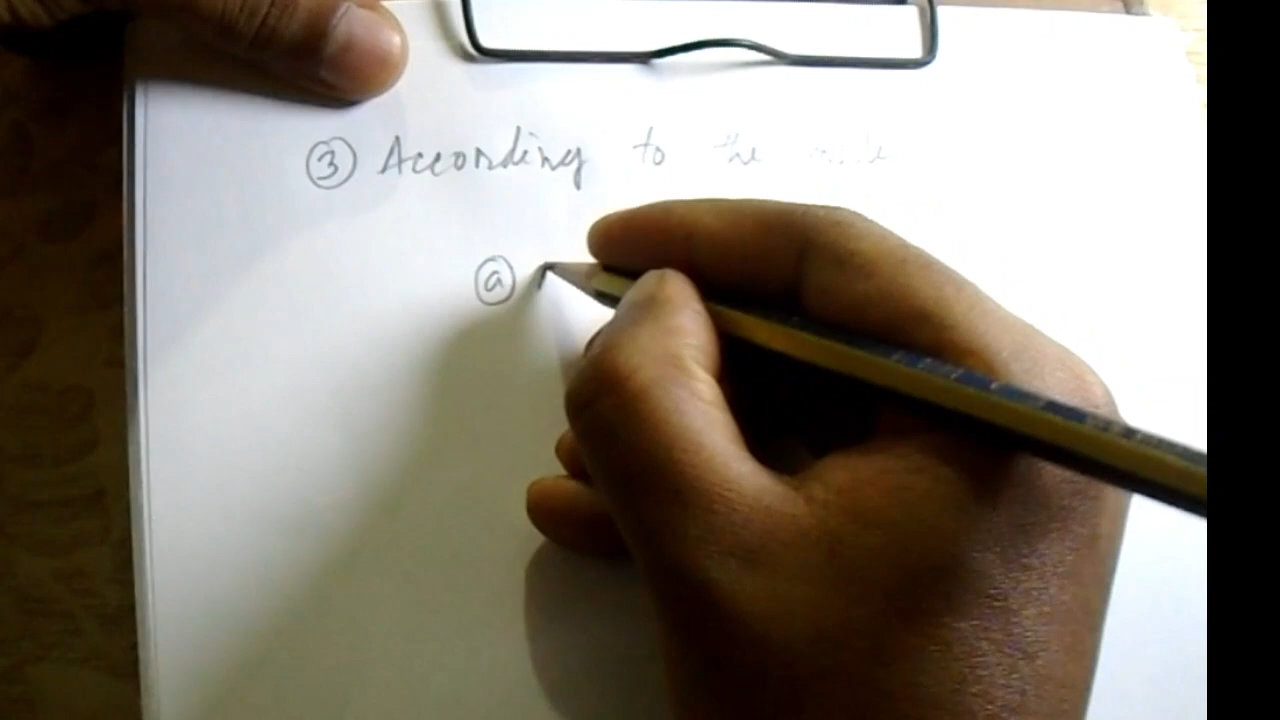 ③ According to the
ⓐ